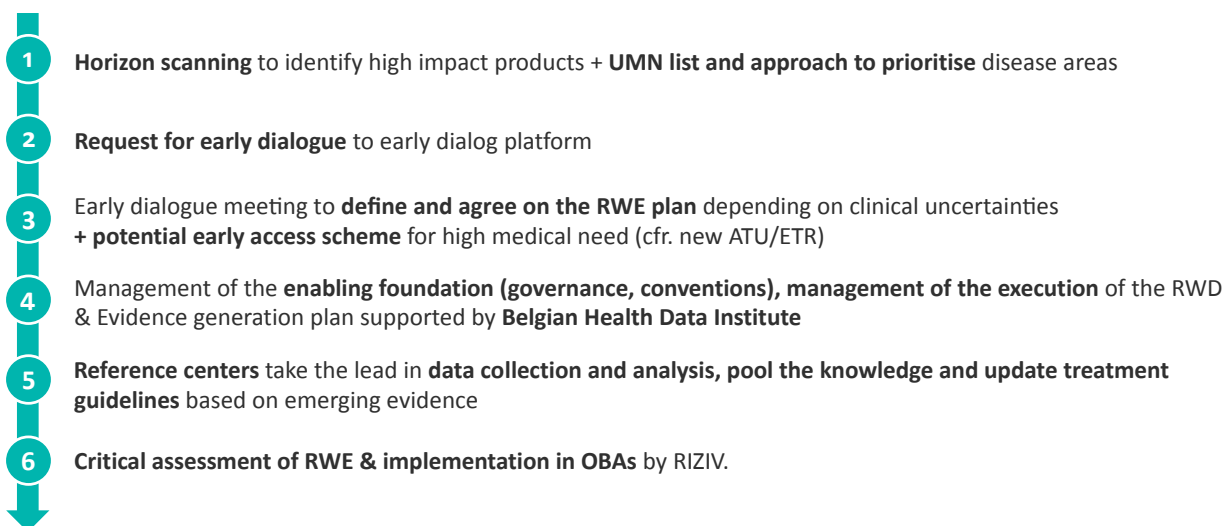 1
Horizon scanning to identify high impact products + UMN list and approach to prioritise disease areas
2
Request for early dialogue to early dialog platform
3
Early dialogue meeting to define and agree on the RWE plan depending on clinical uncertainties
+ potential early access scheme for high medical need (cfr. new ATU/ETR)
4
Management of the enabling foundation (governance, conventions), management of the execution of the RWD
& Evidence generation plan supported by Belgian Health Data Institute
5
Reference centers take the lead in data collection and analysis, pool the knowledge and update treatment
guidelines based on emerging evidence
6
Critical assessment of RWE & implementation in OBAs by RIZIV.